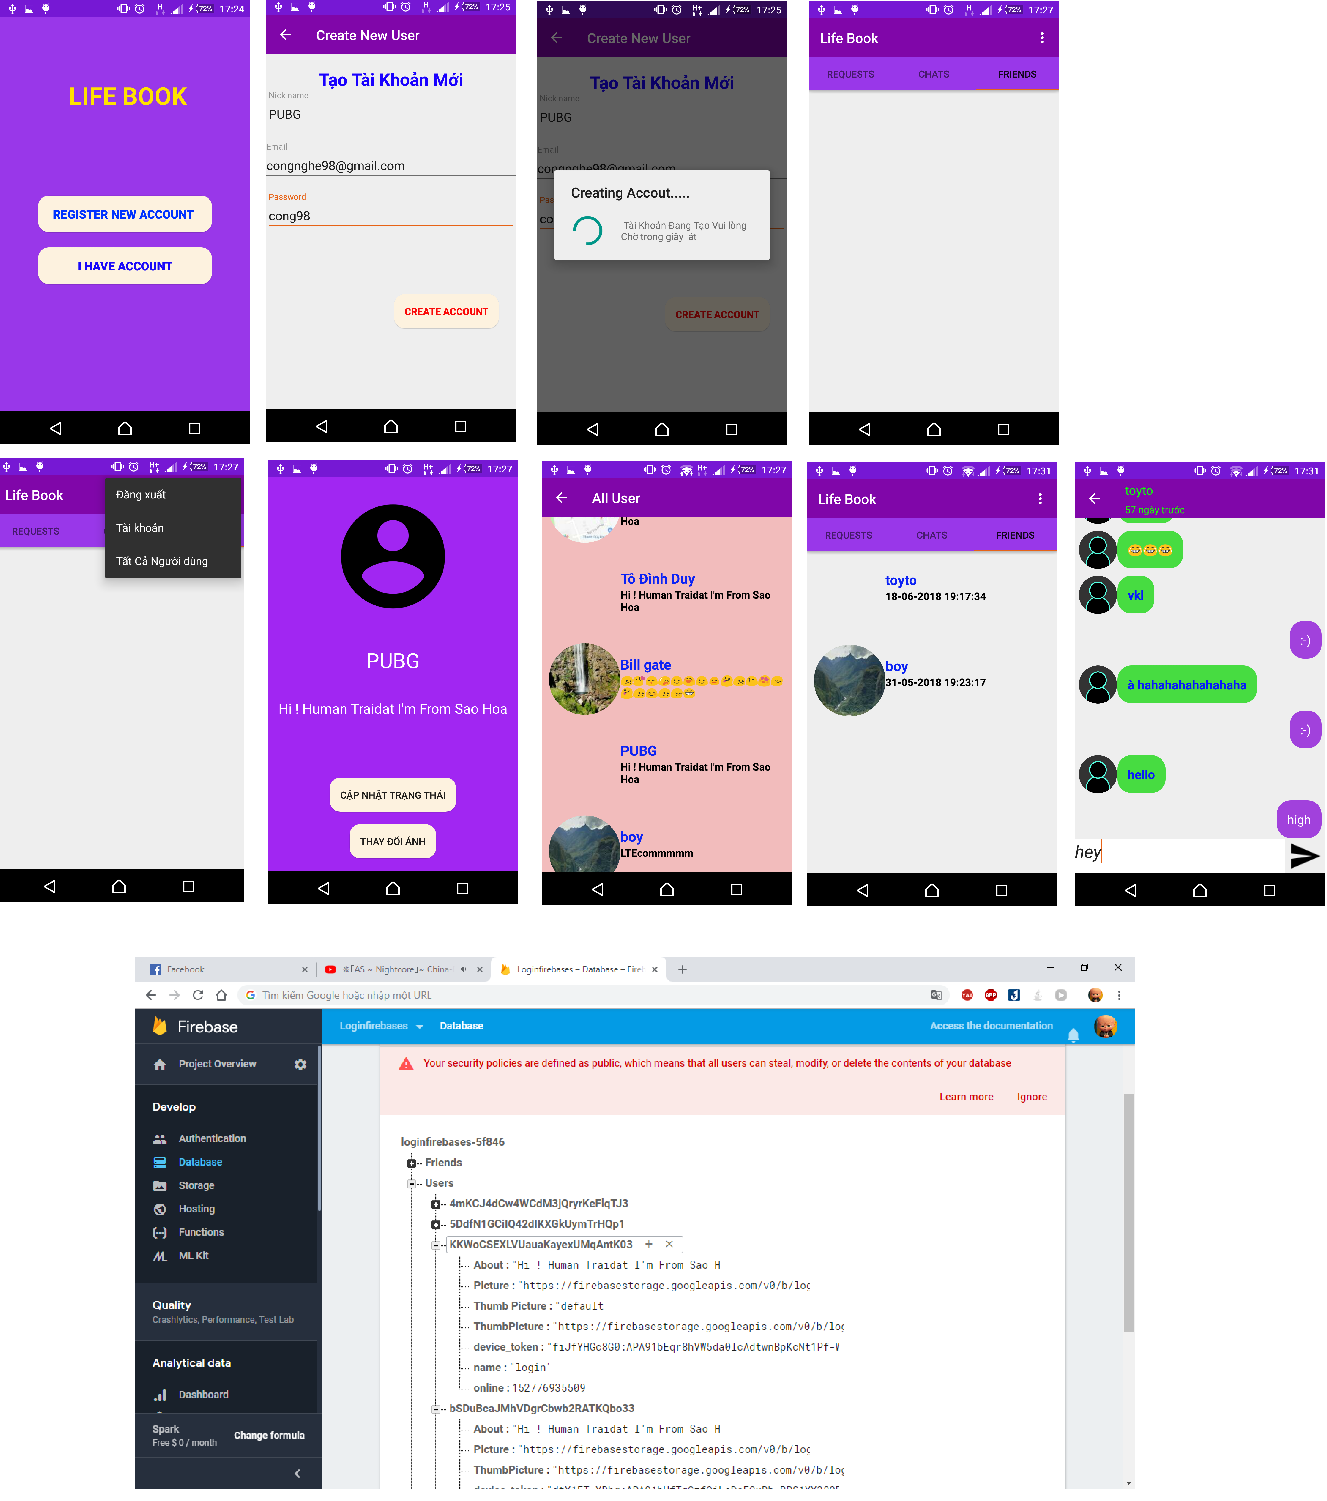 72% 17:24
LIFE BOOK
REGISTER NEW ACCOUNT
I HAVE ACCOUNT
72% 17:25
Create New User
Tạo Tài Khoản Mới
Nick name
PUBG
Email
congnghe98@gmail.com
Password
cong98
CREATE ACCOUNT
72% 17:25
Create New User
Tạo Tài Khoản Mới
Nick name
PUBG
Email
congnghe98@gmail.com
Creating Accout.....
Tài Khoản Đang Tạo Vui lòng
Chờ trong giây lát
CREATE ACCOUNT
72% 17:27
Life Book
REQUESTS CHATS FRIENDS
72% 17:27
Life Book
REQUESTS
Đăng xuất
Tài khoản
Tất Cả Người dùng
72% 17:27
PUBG
Hi ! Human Traidat I'm From Sao Hoa
CẬP NHẬT TRẠNG THÁI
THAY ĐỔI ẢNH
72% 17:27
All User
Hoa
Tô Đình Duy
Hi ! Human Traidat I'm From Sao
Hoa
Bill gate
PUBG
Hi ! Human Traidat I'm From Sao
Hoa
boy
LTEcommmmm
72% 17:31
Life Book
REQUESTS CHATS FRIENDS
toyto
18-06-2018 19:17:34
boy
31-05-2018 19:23:17
72% 17:31
toyto
57 ngày trước
vkl
:-)
à hahahahahahaha
:-)
hello
high
hey
Facebook Nightcore Loginfirebases – Database – Fire
Tìm kiếm Google hoặc nhập một URL
Firebase
Loginfirebases Database Access the documentation
Project Overview
Your security policies are defined as public, which means that all users can steal, modify, or delete the contents of your database
Learn more Ignore
Develop
Authentication
Database
Storage
Hosting
Functions
ML Kit
Quality
Crashlytics, Performance, Test Lab
Analytical data
Dashboard
Spark
Free $ 0 / month
Change formula
loginfirebases-5f846
Friends
Users
4mKCJ4dCw4WCdM3jQryrKeFlqTJ3
5DdfN1GCilQ42dIKXGkUymTrHQp1
KKWoCSEXLVUauaKayexUMqAntK03
About : "Hi ! Human Traidat I'm From Sao H
Picture : "https://firebasestorage.googleapis.com/v0/b/log
Thumb Picture : "default
ThumbPicture : "https://firebasestorage.googleapis.com/v0/b/log
device_token :
name : "login"
online : 152776935509
bSDuBcaJMhVDgrCbwb2RATKQbo33
About : "Hi ! Human Traidat I'm From Sao H
Picture : "https://firebasestorage.googleapis.com/v0/b/log
ThumbPicture : "https://firebasestorage.googleapis.com/v0/b/log